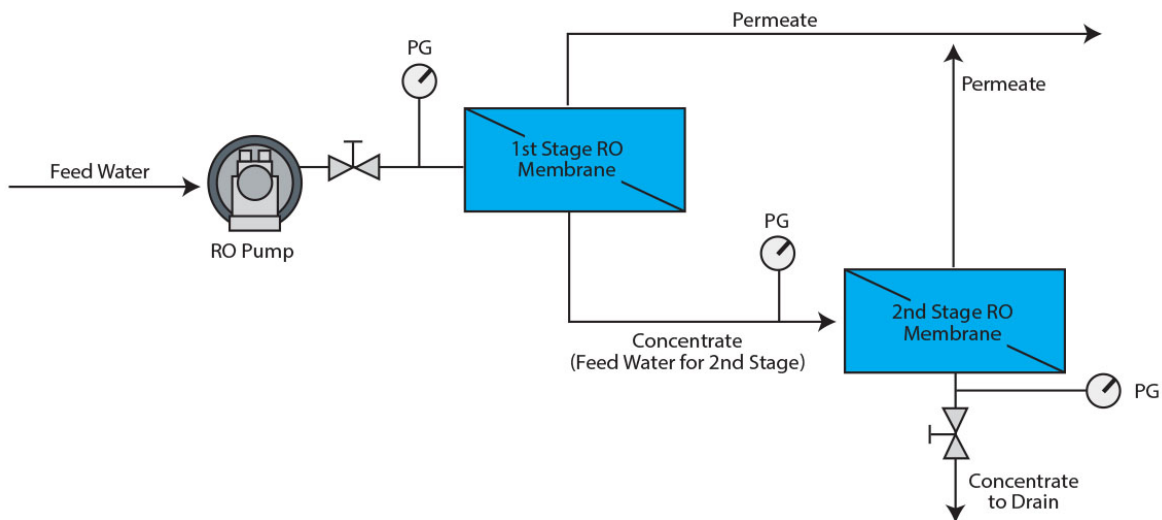 Permeate
PG
Permeate
1st Stage RO
Membrane
Feed Water
RO Pump
PG
2nd Stage RO
Membrane
Concentrate
(Feed Water for 2nd Stage)
PG
Concentrate
to Drain